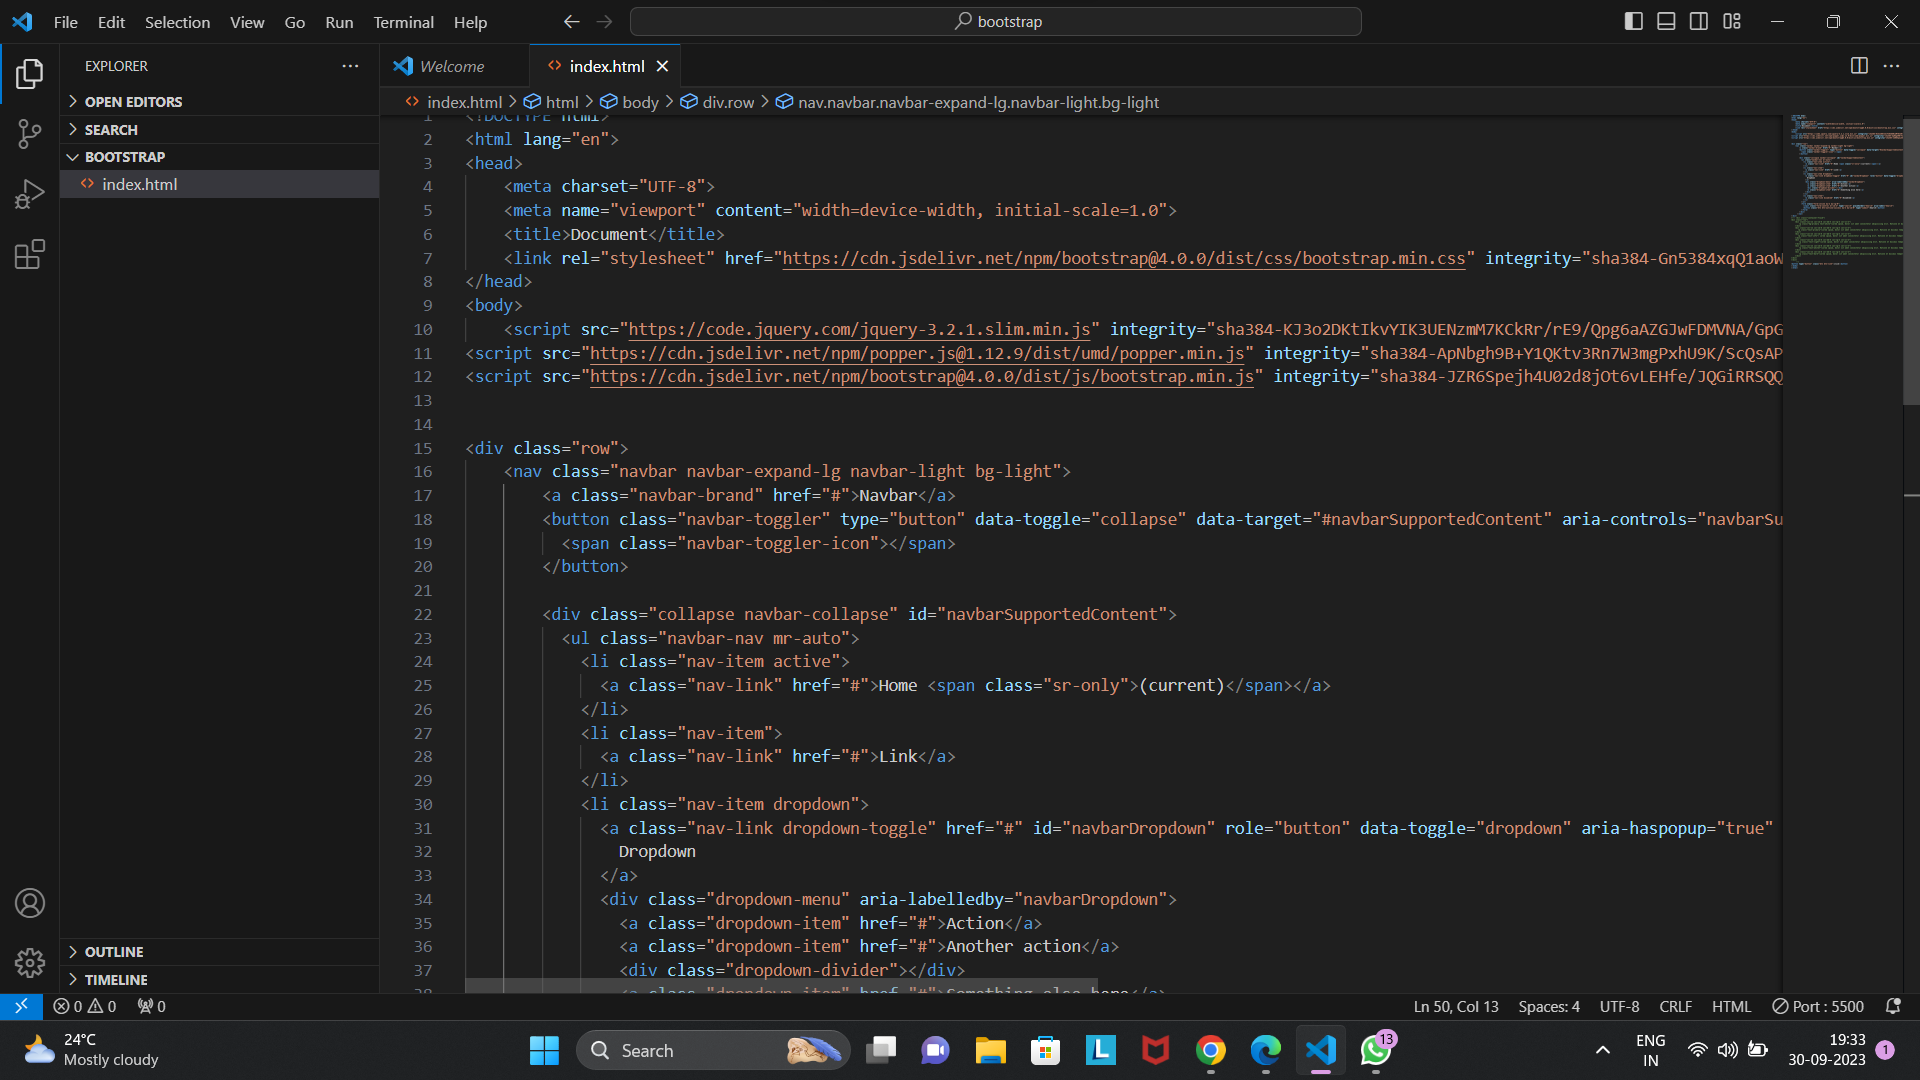 File Edit Selection View Go Run Terminal Help
bootstrap
EXPLORER
Welcome
index.html
OPEN EDITORS
SEARCH
BOOTSTRAP
index.html
index.html > html > body > div.row > nav.navbar.navbar-expand-lg.navbar-light.bg-light
1 <!DOCTYPE html>
2 <html lang="en">
3 <head>
4 <meta charset="UTF-8">
5 <meta name="viewport" content="width=device-width, initial-scale=1.0">
6 <title>Document</title>
7 <link rel="stylesheet" href="https://cdn.jsdelivr.net/npm/bootstrap@4.0.0/dist/css/bootstrap.min.css" integrity="sha384-Gn5384xqQ1aoW
8 </head>
9 <body>
10 <script src="https://code.jquery.com/jquery-3.2.1.slim.min.js" integrity="sha384-KJ3o2DKtIkvYIK3UENzmM7KCkRr/rE9/Qpg6aAZGJwFDMVNA/GpG
11 <script src="https://cdn.jsdelivr.net/npm/popper.js@1.12.9/dist/umd/popper.min.js" integrity="sha384-ApNbgh9B+Y1QKtv3Rn7W3mgPxhU9K/ScQsAP
12 <script src="https://cdn.jsdelivr.net/npm/bootstrap@4.0.0/dist/js/bootstrap.min.js" integrity="sha384-JZR6Spejh4U02d8jOt6vLEHfe/JQGiRRSQQ
13
14
15 <div class="row">
16 <nav class="navbar navbar-expand-lg navbar-light bg-light">
17 <a class="navbar-brand" href="#">Navbar</a>
18 <button class="navbar-toggler" type="button" data-toggle="collapse" data-target="#navbarSupportedContent" aria-controls="navbarSu
19 <span class="navbar-toggler-icon"></span>
20 </button>
21
22 <div class="collapse navbar-collapse" id="navbarSupportedContent">
23 <ul class="navbar-nav mr-auto">
24 <li class="nav-item active">
25 <a class="nav-link" href="#">Home <span class="sr-only">(current)</span></a>
26 </li>
27 <li class="nav-item">
28 <a class="nav-link" href="#">Link</a>
29 </li>
30 <li class="nav-item dropdown">
31 <a class="nav-link dropdown-toggle" href="#" id="navbarDropdown" role="button" data-toggle="dropdown" aria-haspopup="true"
32 Dropdown
33 </a>
34 <div class="dropdown-menu" aria-labelledby="navbarDropdown">
35 <a class="dropdown-item" href="#">Action</a>
36 <a class="dropdown-item" href="#">Another action</a>
37 <div class="dropdown-divider"></div>
38 <a class="dropdown-item" href="#">Something else here</a>
OUTLINE
TIMELINE
0 0 0
Ln 50, Col 13 Spaces: 4 UTF-8 CRLF HTML Port : 5500
24°C
Mostly cloudy
Search
13
ENG
IN
19:33
30-09-2023
1